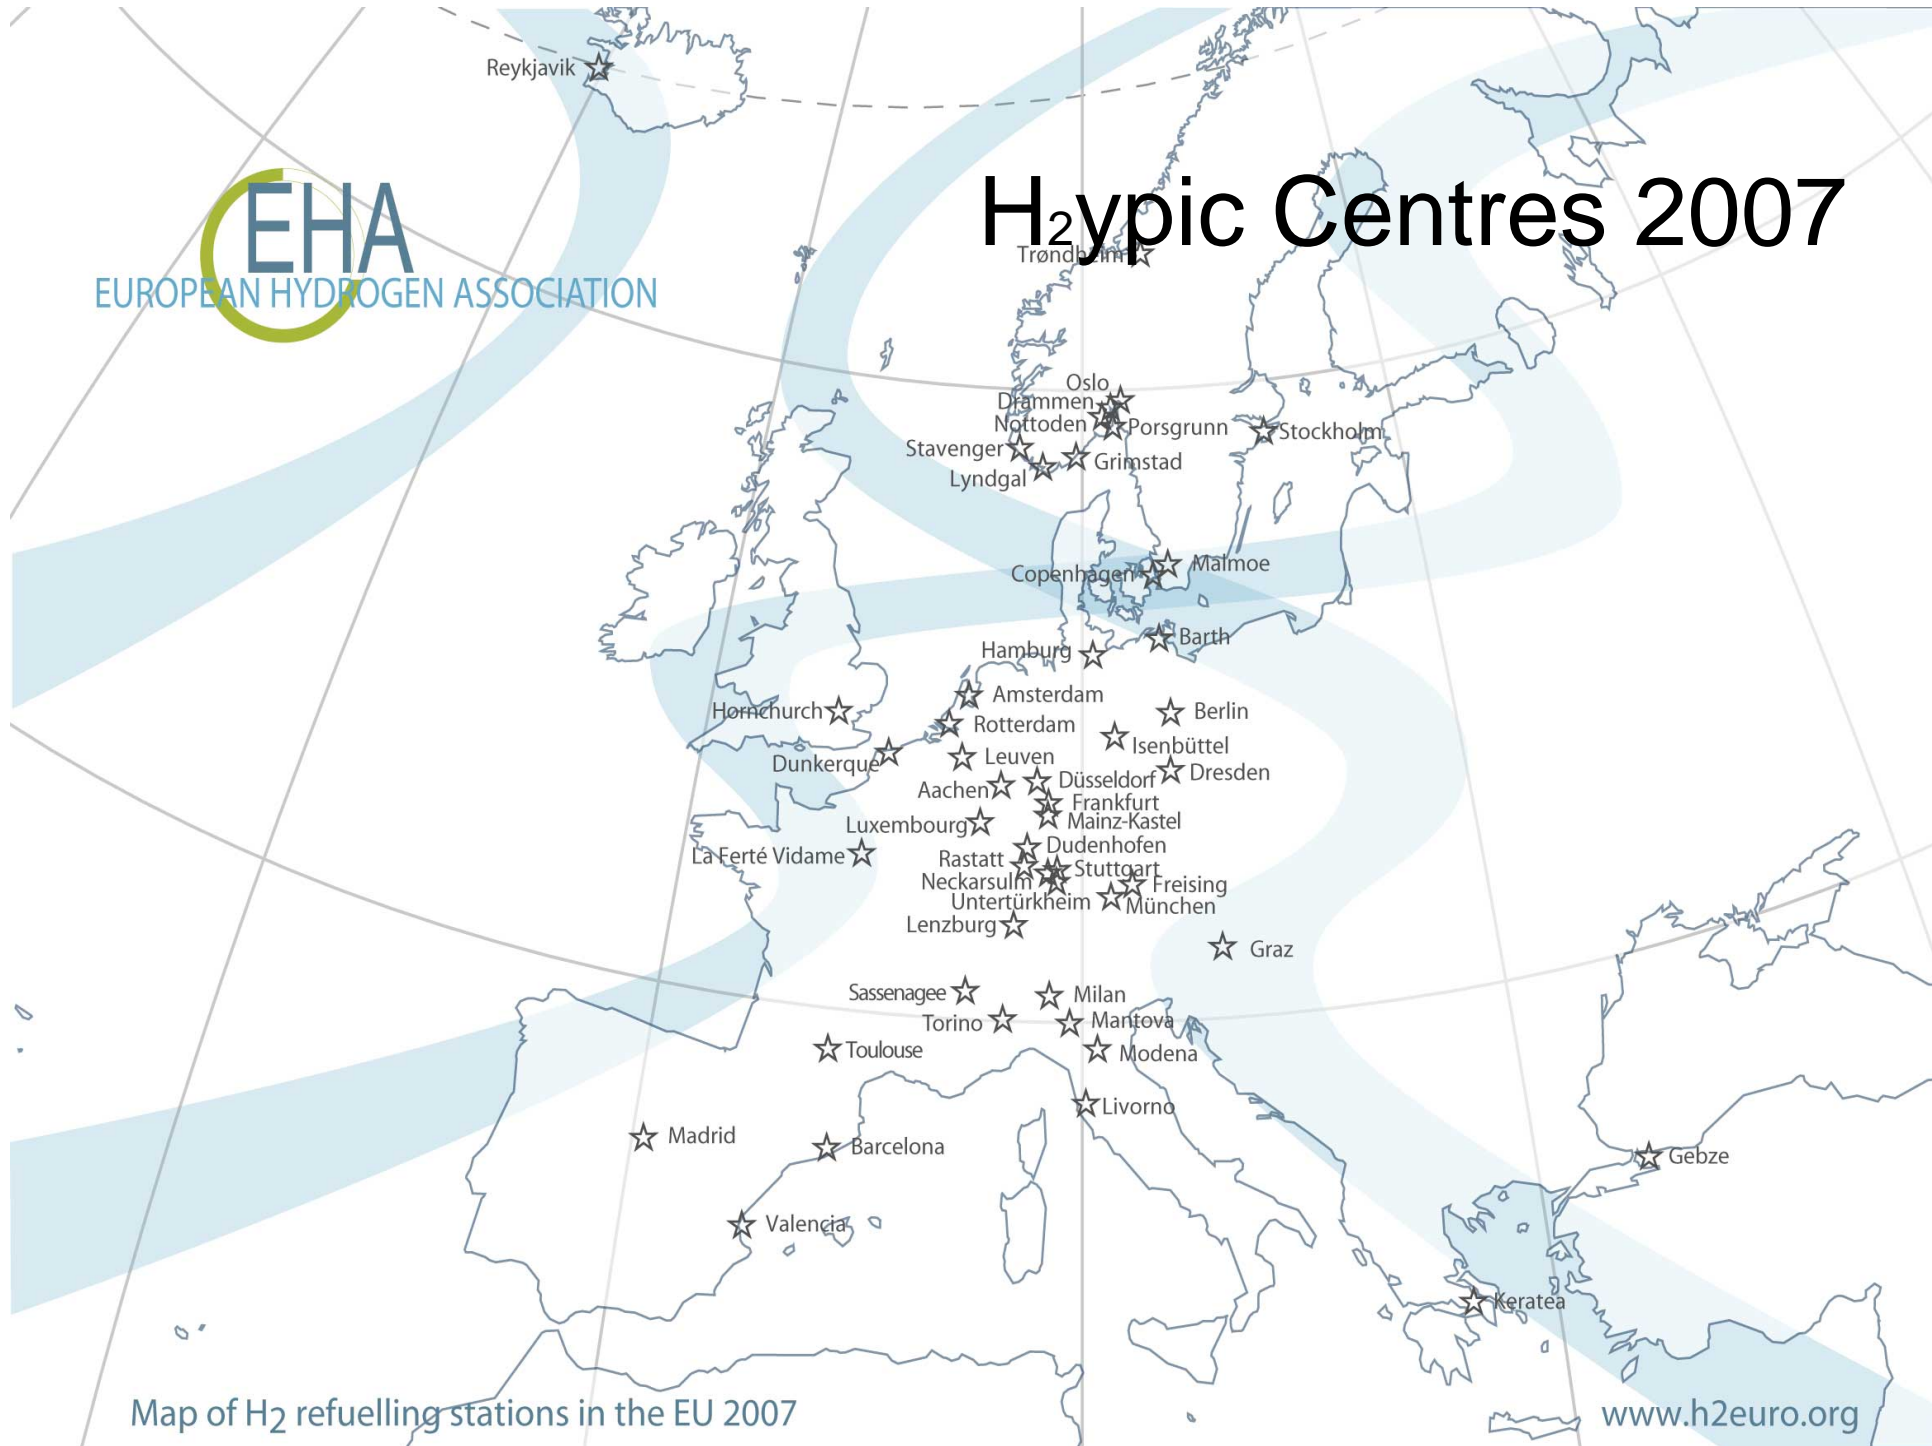 Reykjavik
EHA
EUROPEAN HYDROGEN ASSOCIATION
H2ypic Centres 2007
Trøndheim
Oslo
Drammen
Nottoden
Porsgrunn
Stockholm
Stavenger
Grimstad
Lyndgal
Malmoe
Copenhagen
Barth
Hamburg
Amsterdam
Hornchurch
Berlin
Rotterdam
Isenbüttel
Dunkerque
Leuven
Dresden
Aachen
Düsseldorf
Frankfurt
Mainz-Kastel
Luxembourg
Dudenhofen
La Ferté Vidame
Rastatt
Stuttgart
Neckarsulm
Freising
Untertürkheim
München
Lenzburg
Graz
Sassenagee
Milan
Torino
Mantova
Toulouse
Modena
Livorno
Madrid
Barcelona
Gebze
Valencia
Keratea
Map of H2 refuelling stations in the EU 2007
www.h2euro.org